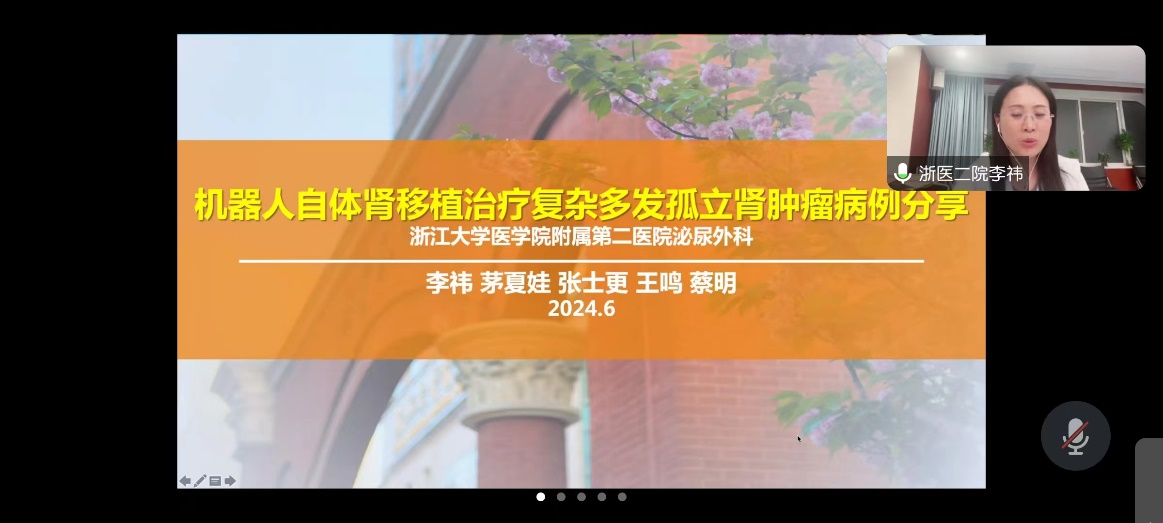 机器人自体肾移植治疗复杂多发孤立肾肿瘤病例分享
浙江大学医学院附属第二医院泌尿外科
李祎 茅夏娃 张士更 王鸣 蔡明
2024.6
浙医二院李祎